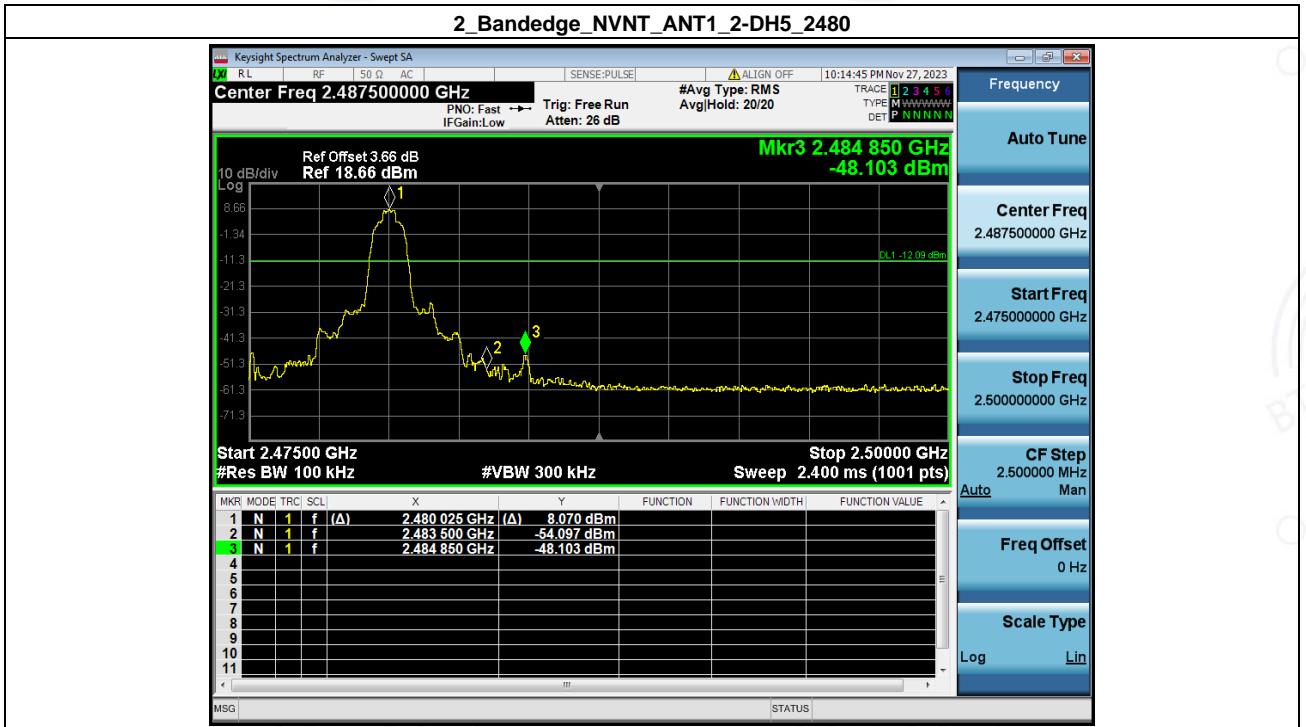 2_Bandedge_NVNT_ANT1_2-DH5_2480
Keysight Spectrum Analyzer - Swept SA
LXI RL RF 50 Ω AC SENSE:PULSE ALIGN OFF 10:14:45 PM Nov 27, 2023
Center Freq 2.487500000 GHz
PNO: Fast
IFGain:Low
Trig: Free Run
Atten: 26 dB
#Avg Type: RMS
Avg|Hold: 20/20
TRACE 1 2 3 4 5 6
TYPE M WWWWW
DET P N N N N N
Mkr3 2.484 850 GHz
-48.103 dBm
Ref Offset 3.66 dB
10 dB/div Ref 18.66 dBm
Log
8.66
-1.34
-11.3
-21.3
-31.3
-41.3
-51.3
-61.3
-71.3
1
2
3
DL1 -12.09 dBm
Start 2.47500 GHz Stop 2.50000 GHz
#Res BW 100 kHz #VBW 300 kHz Sweep 2.400 ms (1001 pts)
MKR MODE TRC SCL X Y FUNCTION FUNCTION WIDTH FUNCTION VALUE
1 N 1 f (Δ) 2.480 025 GHz (Δ) 8.070 dBm
2 N 1 f 2.483 500 GHz -54.097 dBm
3 N 1 f 2.484 850 GHz -48.103 dBm
4
5
6
7
8
9
10
11
MSG STATUS
Frequency
Auto Tune
Center Freq
2.487500000 GHz
Start Freq
2.475000000 GHz
Stop Freq
2.500000000 GHz
CF Step
2.500000 MHz
Auto Man
Freq Offset
0 Hz
Scale Type
Log Lin